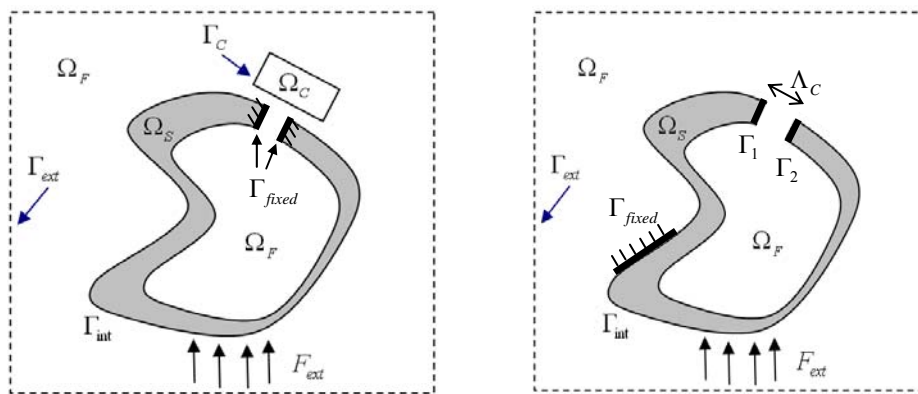 Γ_C
Ω_F
Ω_C
Ω_S
Γ_ext
Γ_fixed
Ω_F
Γ_int
F_ext
Ω_F
Λ_C
Ω_S
Γ_1
Γ_2
Γ_ext
Γ_fixed
Ω_F
Γ_int
F_ext